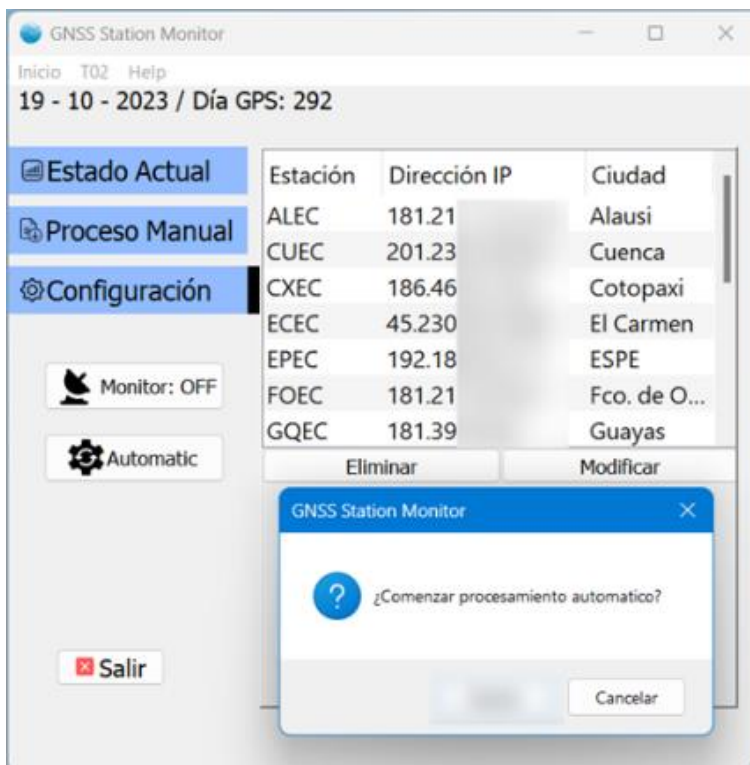 GNSS Station Monitor
Inicio T02 Help
19 - 10 - 2023 / Día GPS: 292
Estado Actual
Proceso Manual
Configuración
Monitor: OFF
Automatic
Salir
Estación Dirección IP Ciudad
ALEC 181.21 Alausi
CUEC 201.23 Cuenca
CXEC 186.46 Cotopaxi
ECEC 45.230 El Carmen
EPEC 192.18 ESPE
FOEC 181.21 Fco. de O...
GQEC 181.39 Guayas
Eliminar Modificar
GNSS Station Monitor
¿Comenzar procesamiento automatico?
Cancelar